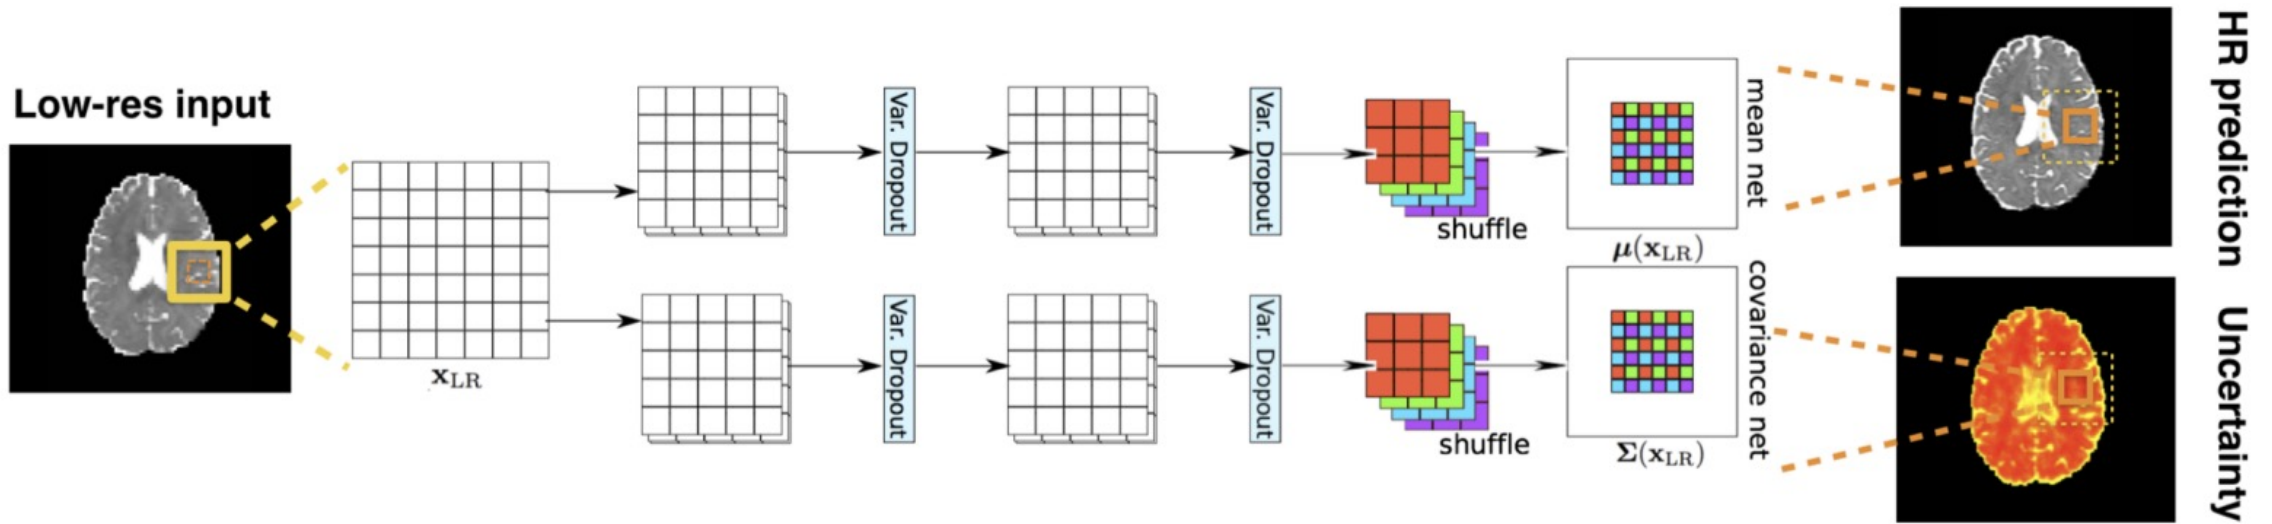 Low-res input
x_LR
Var. Dropout
Var. Dropout
shuffle
μ(x_LR)
mean net
HR prediction
Var. Dropout
Var. Dropout
shuffle
Σ(x_LR)
covariance net
Uncertainty